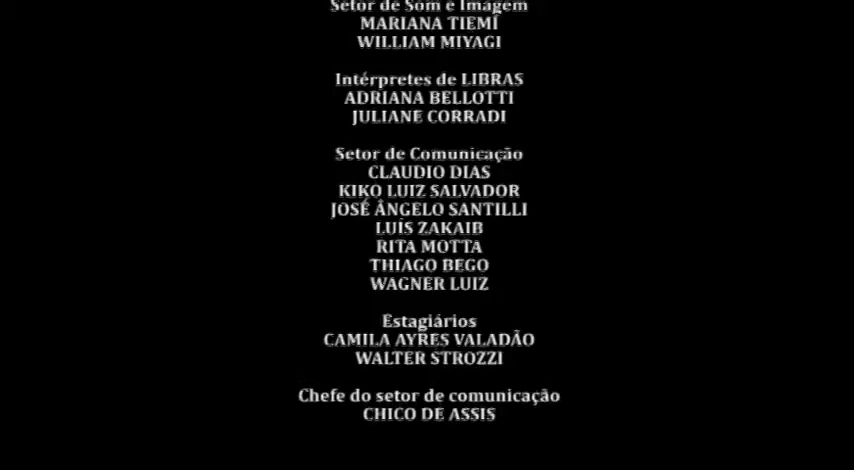 Setor de Som e Imagem
MARIANA TIEMI
WILLIAM MIYAGI
Intérpretes de LIBRAS
ADRIANA BELLOTTI
JULIANE CORRADI
Setor de Comunicação
CLAUDIO DIAS
KIKO LUIZ SALVADOR
JOSÉ ÂNGELO SANTILLI
LUÍS ZAKAIB
RITA MOTTA
THIAGO BEGO
WAGNER LUIZ
Estagiários
CAMILA AYRES VALADÃO
WALTER STROZZI
Chefe do setor de comunicação
CHICO DE ASSIS